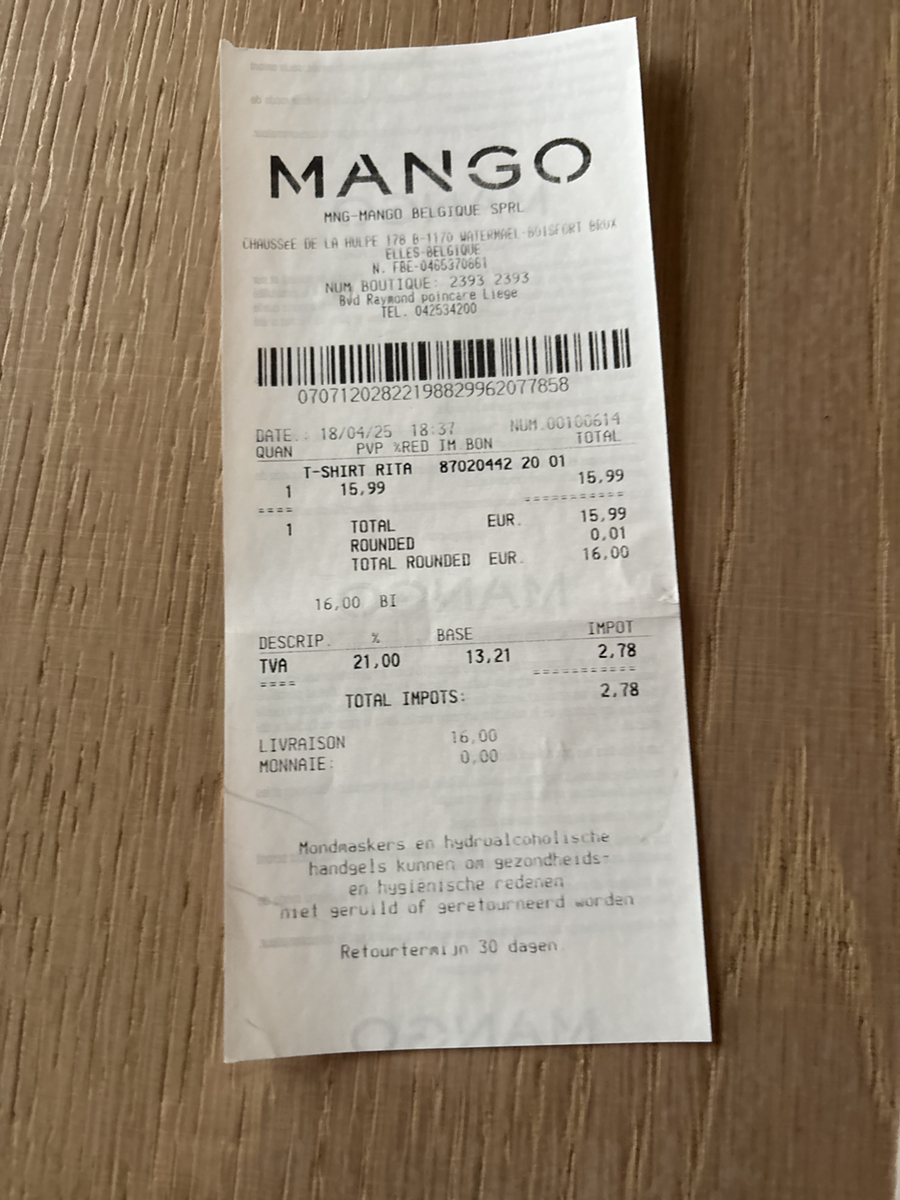 MANGO
MNG-MANGO BELGIQUE SPRL
CHAUSSéE DE LA HULPE 178 B-1170 WATERMAEL-BOISFORT BRUX
ELLES-BELGIQUE
N. FBE-0465370661
NUM BOUTIQUE: 2393 2393
Bvd Raymond poincare Liege
TEL. 042534200
07071202822198829962077858
DATE.: 18/04/25 18:37 NUM.00100614
QUAN PVP %RED IM BON TOTAL
T-SHIRT RITA 87020442 20 01
1 15,99 15,99
==== ===========
1 TOTAL EUR. 15,99
ROUNDED 0,01
TOTAL ROUNDED EUR. 16,00
16,00 BI
DESCRIP. % BASE IMPOT
TVA 21,00 13,21 2,78
==== ===========
TOTAL IMPOTS: 2,78
LIVRAISON 16,00
MONNAIE: 0,00
Mondmaskers en hydroalcoholische
handgels kunnen om gezondheids-
en hygiënische redenen
niet geruild of geretourneerd worden
Retourtermijn 30 dagen